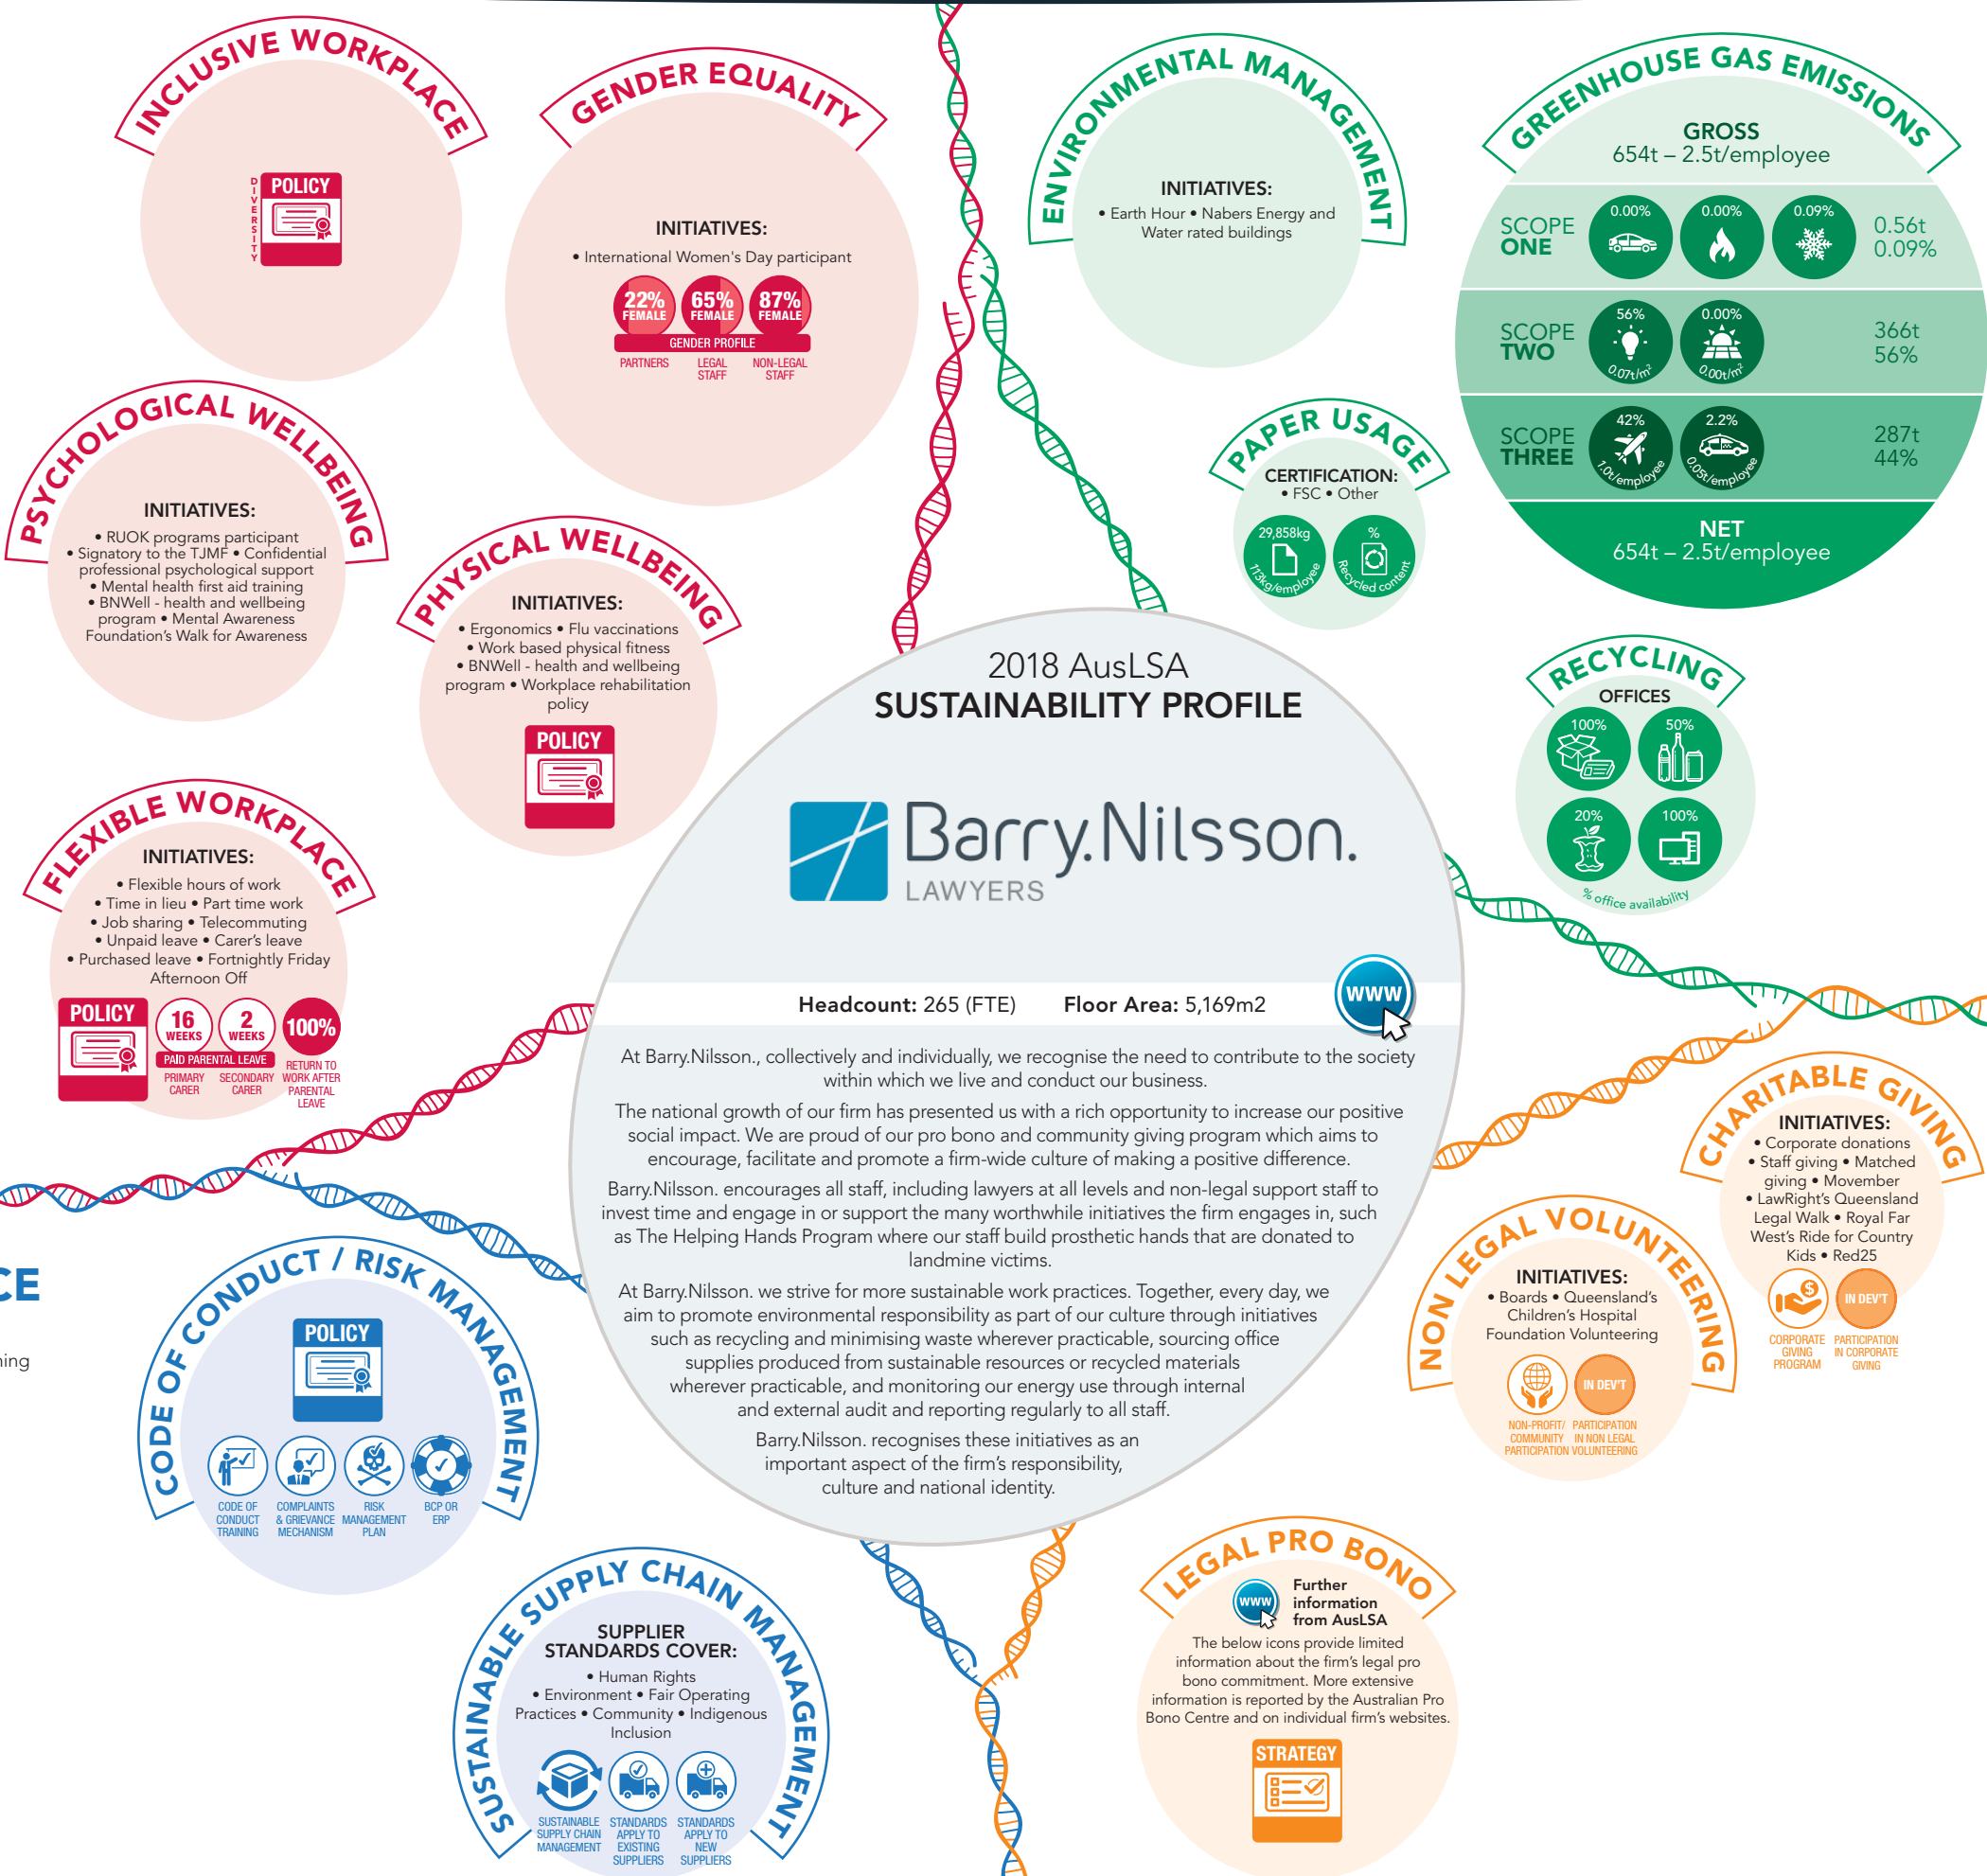 INCLUSIVE WORKPLACE
DIVERSITY
POLICY
GENDER EQUALITY
INITIATIVES:
• International Women's Day participant
22% FEMALE
65% FEMALE
87% FEMALE
GENDER PROFILE
PARTNERS
LEGAL STAFF
NON-LEGAL STAFF
ENVIRONMENTAL MANAGEMENT
INITIATIVES:
• Earth Hour • Nabers Energy and
Water rated buildings
GREENHOUSE GAS EMISSIONS
GROSS
654t – 2.5t/employee
SCOPE ONE
0.00%
0.00%
0.09%
0.56t
0.09%
SCOPE TWO
56%
0.07t/m²
0.00%
0.00t/m²
366t
56%
SCOPE THREE
42%
1.0t/employee
2.2%
0.05t/employee
287t
44%
NET
654t – 2.5t/employee
PSYCHOLOGICAL WELLBEING
INITIATIVES:
• RUOK programs participant
• Signatory to the TJMF • Confidential
professional psychological support
• Mental health first aid training
• BNWell - health and wellbeing
program • Mental Awareness
Foundation's Walk for Awareness
PHYSICAL WELLBEING
INITIATIVES:
• Ergonomics • Flu vaccinations
• Work based physical fitness
• BNWell - health and wellbeing
program • Workplace rehabilitation
policy
POLICY
PAPER USAGE
CERTIFICATION:
• FSC • Other
29,858kg
113kg/employee
%
Recycled content
RECYCLING
OFFICES
100%
50%
20%
100%
% office availability
FLEXIBLE WORKPLACE
INITIATIVES:
• Flexible hours of work
• Time in lieu • Part time work
• Job sharing • Telecommuting
• Unpaid leave • Carer's leave
• Purchased leave • Fortnightly Friday
Afternoon Off
POLICY
16 WEEKS
2 WEEKS
100%
PAID PARENTAL LEAVE
PRIMARY CARER
SECONDARY CARER
RETURN TO WORK AFTER PARENTAL LEAVE
2018 AusLSA
SUSTAINABILITY PROFILE
Barry.Nilsson.
LAWYERS
Headcount: 265 (FTE) Floor Area: 5,169m2
www
At Barry.Nilsson., collectively and individually, we recognise the need to contribute to the society
within which we live and conduct our business.
The national growth of our firm has presented us with a rich opportunity to increase our positive
social impact. We are proud of our pro bono and community giving program which aims to
encourage, facilitate and promote a firm-wide culture of making a positive difference.
Barry.Nilsson. encourages all staff, including lawyers at all levels and non-legal support staff to
invest time and engage in or support the many worthwhile initiatives the firm engages in, such
as The Helping Hands Program where our staff build prosthetic hands that are donated to
landmine victims.
At Barry.Nilsson. we strive for more sustainable work practices. Together, every day, we
aim to promote environmental responsibility as part of our culture through initiatives
such as recycling and minimising waste wherever practicable, sourcing office
supplies produced from sustainable resources or recycled materials
wherever practicable, and monitoring our energy use through internal
and external audit and reporting regularly to all staff.
Barry.Nilsson. recognises these initiatives as an
important aspect of the firm's responsibility,
culture and national identity.
CHARITABLE GIVING
INITIATIVES:
• Corporate donations
• Staff giving • Matched
giving • Movember
• LawRight's Queensland
Legal Walk • Royal Far
West's Ride for Country
Kids • Red25
IN DEV'T
CORPORATE GIVING PROGRAM
PARTICIPATION IN CORPORATE GIVING
NON LEGAL VOLUNTEERING
INITIATIVES:
• Boards • Queensland's
Children's Hospital
Foundation Volunteering
IN DEV'T
NON-PROFIT/ COMMUNITY PARTICIPATION
PARTICIPATION IN NON LEGAL VOLUNTEERING
CE
ning
CODE OF CONDUCT / RISK MANAGEMENT
POLICY
CODE OF CONDUCT TRAINING
COMPLAINTS & GRIEVANCE MECHANISM
RISK MANAGEMENT PLAN
BCP OR ERP
SUSTAINABLE SUPPLY CHAIN MANAGEMENT
SUPPLIER
STANDARDS COVER:
• Human Rights
• Environment • Fair Operating
Practices • Community • Indigenous
Inclusion
SUSTAINABLE SUPPLY CHAIN MANAGEMENT
STANDARDS APPLY TO EXISTING SUPPLIERS
STANDARDS APPLY TO NEW SUPPLIERS
LEGAL PRO BONO
www
Further
information
from AusLSA
The below icons provide limited
information about the firm's legal pro
bono commitment. More extensive
information is reported by the Australian Pro
Bono Centre and on individual firm's websites.
STRATEGY